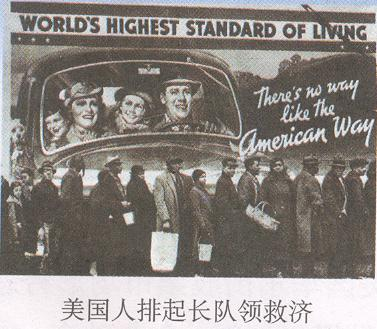 WORLD'S HIGHEST STANDARD OF LIVING
There's no way
like the
American Way
美国人排起长队领救济